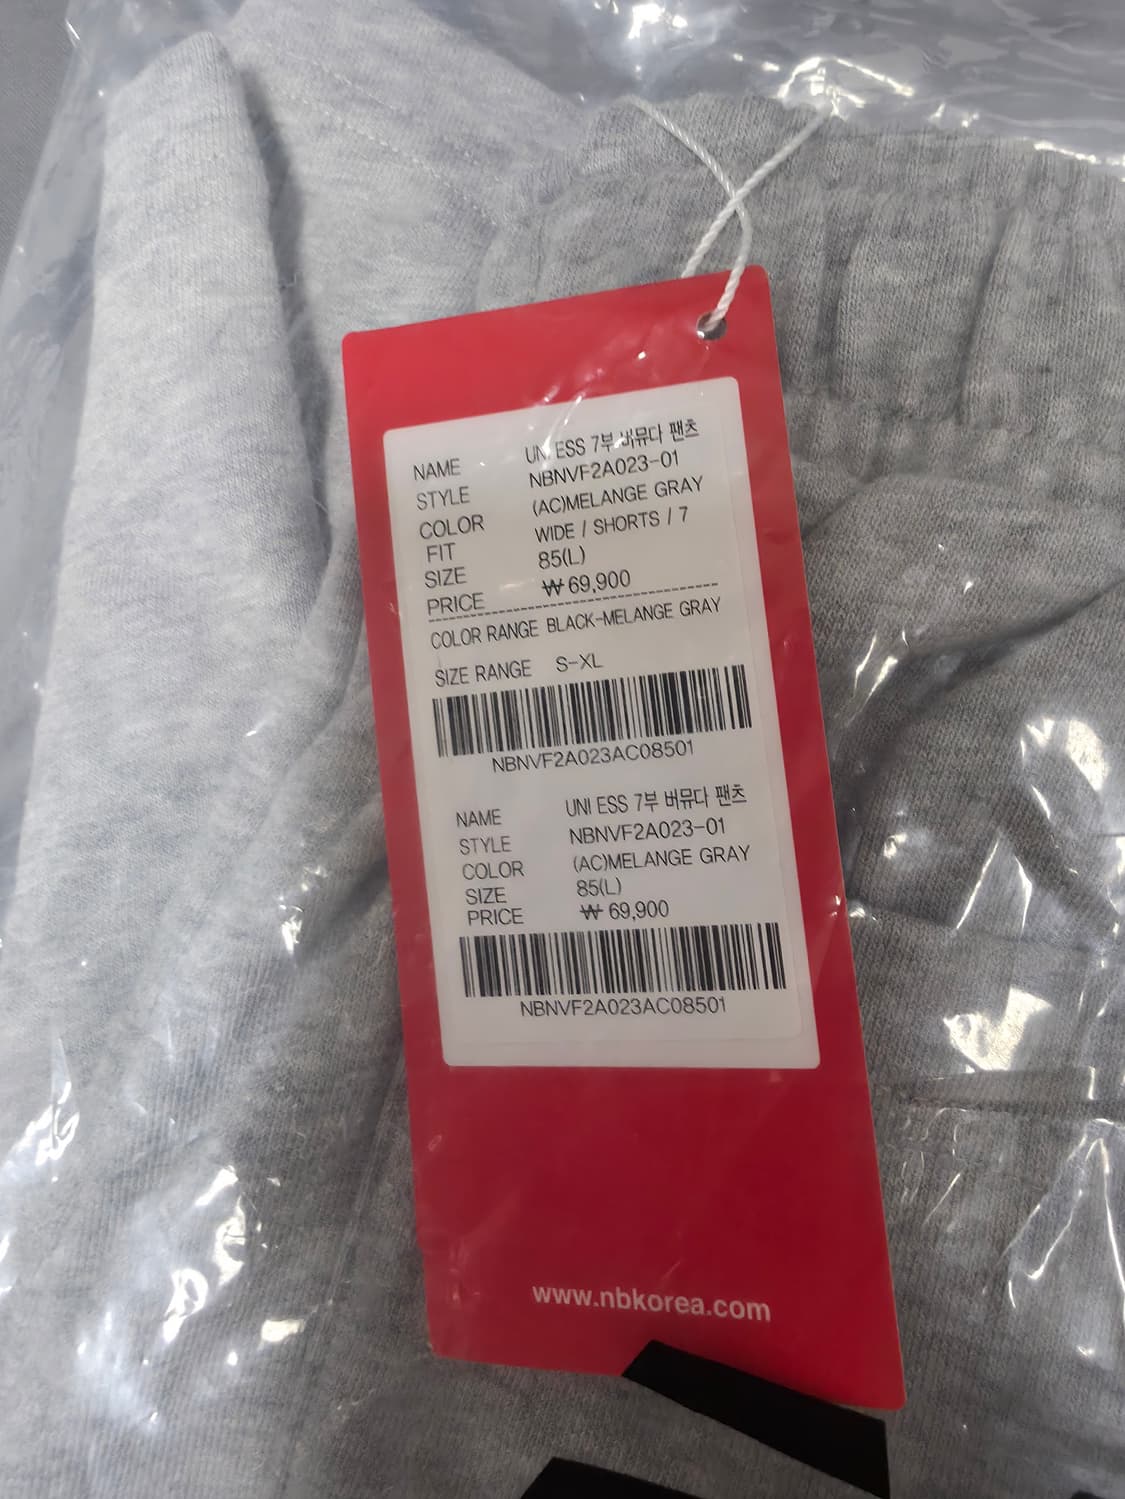 NAME UNI ESS 7부 버뮤다 팬츠
STYLE NBNVF2A023-01
COLOR (AC)MELANGE GRAY
FIT WIDE / SHORTS / 7
SIZE 85(L)
PRICE ₩ 69,900
COLOR RANGE BLACK-MELANGE GRAY
SIZE RANGE S-XL
NBNVF2A023AC08501
NAME UNI ESS 7부 버뮤다 팬츠
STYLE NBNVF2A023-01
COLOR (AC)MELANGE GRAY
SIZE 85(L)
PRICE ₩ 69,900
NBNVF2A023AC08501
www.nbkorea.com